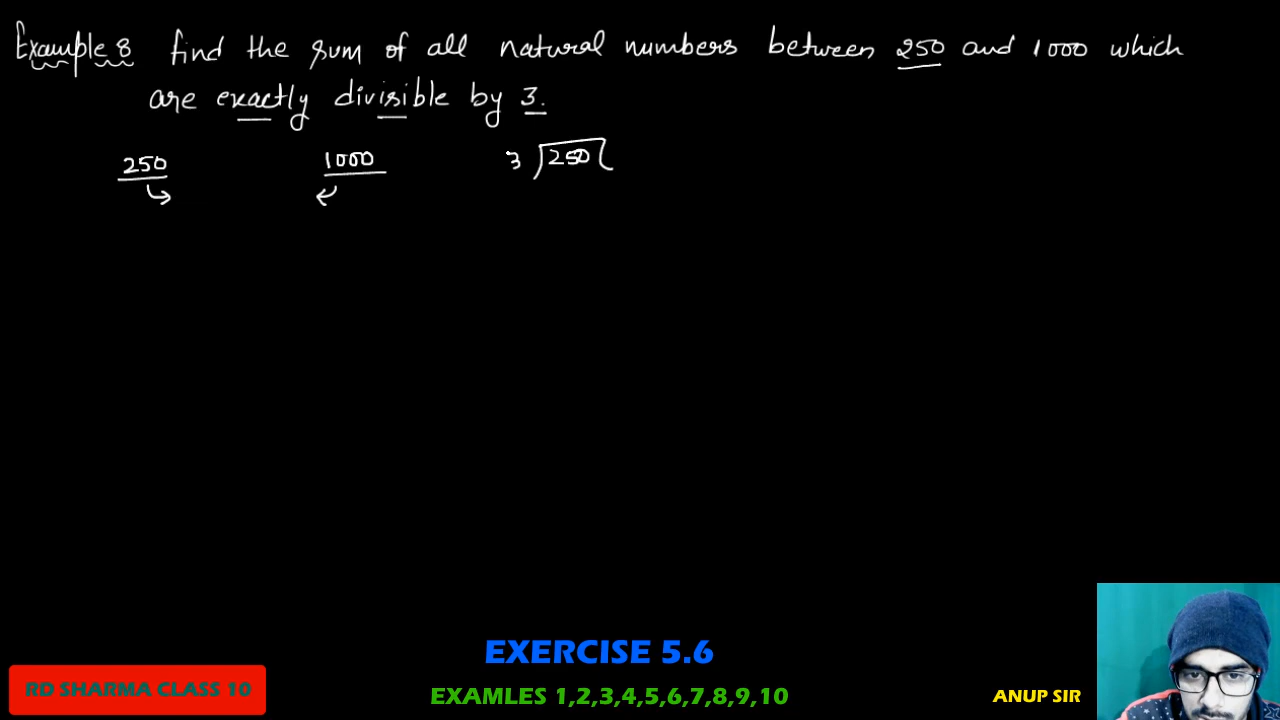 Example 8 find the sum of all natural numbers between 250 and 1000 which
are exactly divisible by 3.
250 1000 3 250
EXERCISE 5.6
RD SHARMA CLASS 10
EXAMLES 1,2,3,4,5,6,7,8,9,10
ANUP SIR